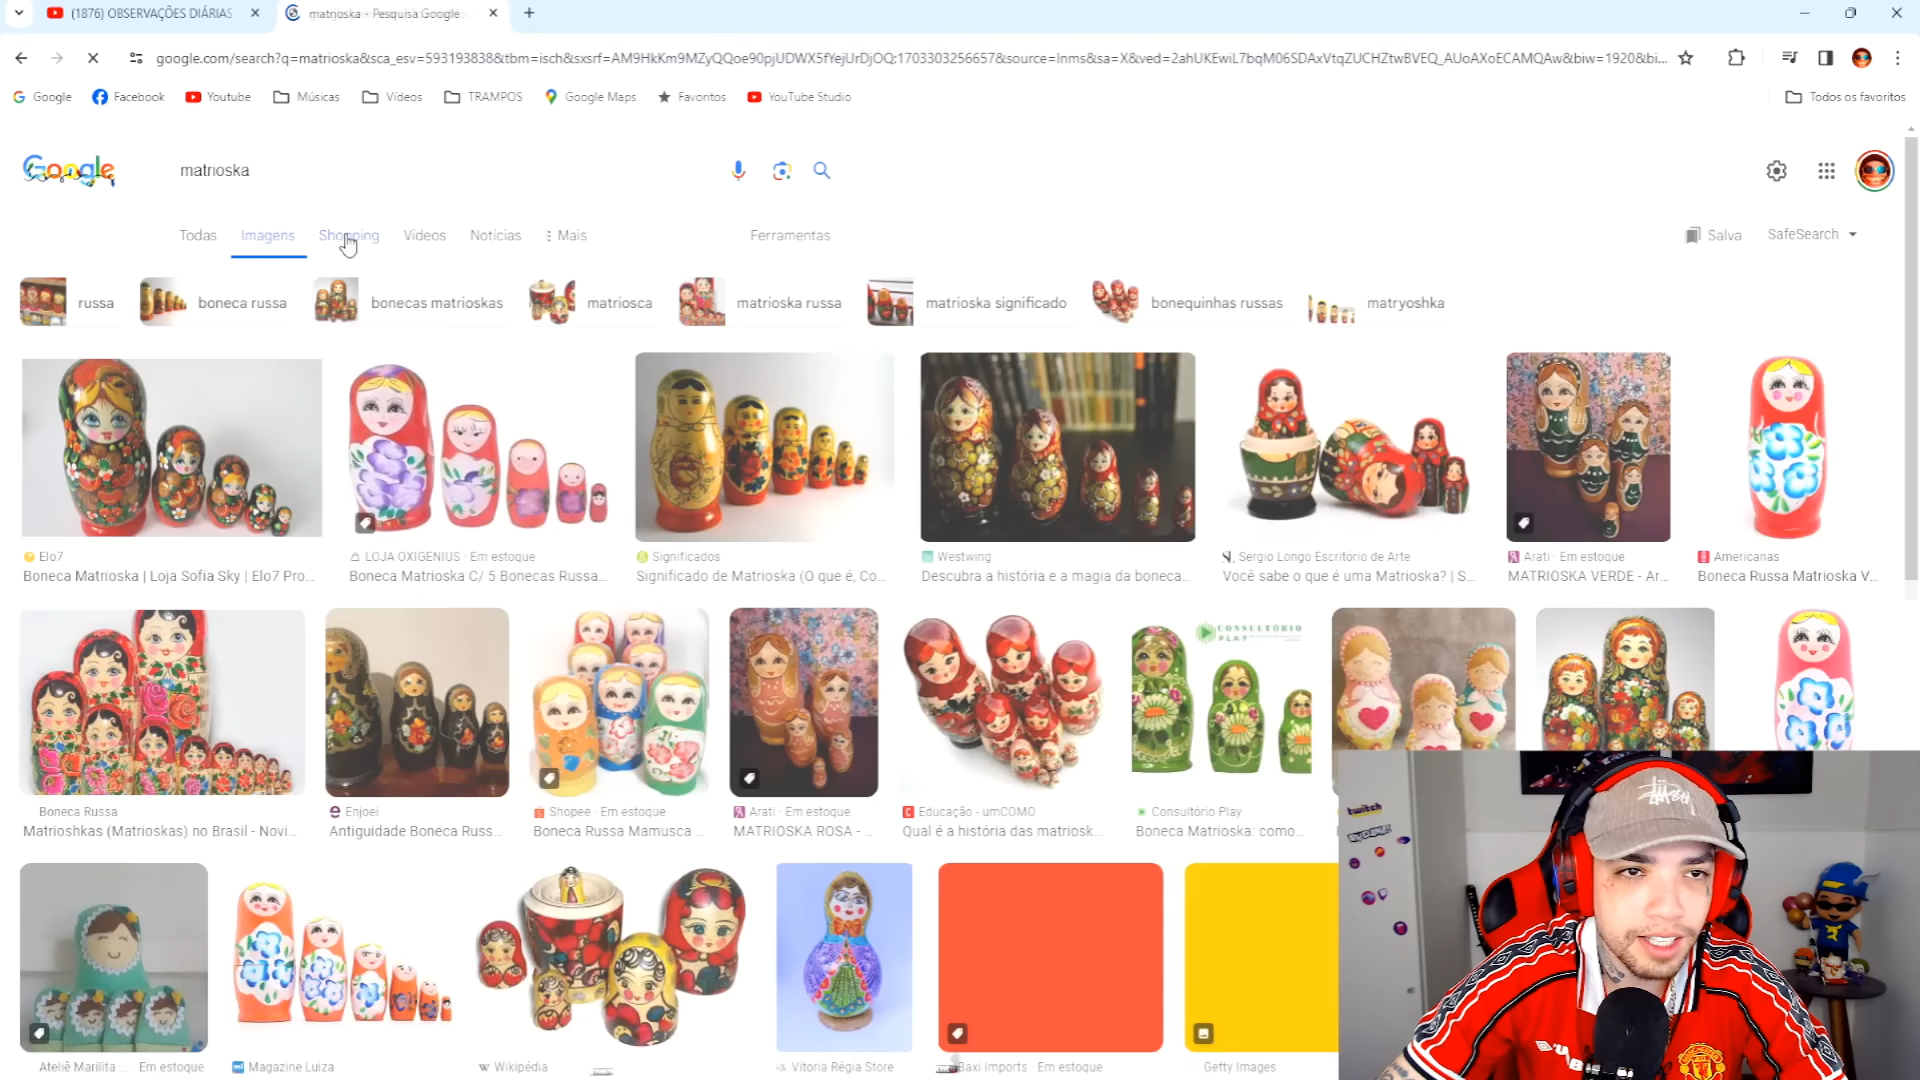 (1876) OBSERVAÇÕES DIÁRIAS
matrioska - Pesquisa Google
google.com/search?q=matrioska&sca_esv=593193838&tbm=isch&sxsrf=AM9HkKm9MZyQQoe90pjUDWX5fYejUrDjOQ:1703303256657&source=lnms&sa=X&ved=2ahUKEwiL7bqM06SDAxVtqZUCHZtwBVEQ_AUoAXoECAMQAw&biw=1920&bi...
Google Facebook Youtube Músicas Vídeos TRAMPOS Google Maps Favoritos YouTube Studio Todos os favoritos
Google matrioska
Todas Imagens Shopping Vídeos Notícias Mais Ferramentas Salva SafeSearch
russa boneca russa bonecas matrioskas matriosca matrioska russa matrioska significado bonequinhas russas matryoshka
Elo7 LOJA OXIGENIUS · Em estoque Significados Westwing Sergio Longo Escritorio de Arte Arati · Em estoque Americanas
Boneca Matrioska | Loja Sofia Sky | Elo7 Pro... Boneca Matrioska C/ 5 Bonecas Russa... Significado de Matrioska (O que é, Co... Descubra a história e a magia da boneca... Você sabe o que é uma Matrioska? | S... MATRIOSKA VERDE - Ar... Boneca Russa Matrioska V...
CONSULTÓRIO
PLAY
Boneca Russa Enjoei Shopee · Em estoque Arati · Em estoque Educação - umCOMO Consultório Play
Matrioshkas (Matrioskas) no Brasil - Novi... Antiguidade Boneca Russ... Boneca Russa Mamusca ... MATRIOSKA ROSA - ... Qual é a história das matriosk... Boneca Matrioska: como...
twitch
Stüssy
Ateliê Marilita ... · Em estoque Magazine Luiza Wikipédia Vitoria Régia Store Baxi Imports · Em estoque Getty Images
UMBRO